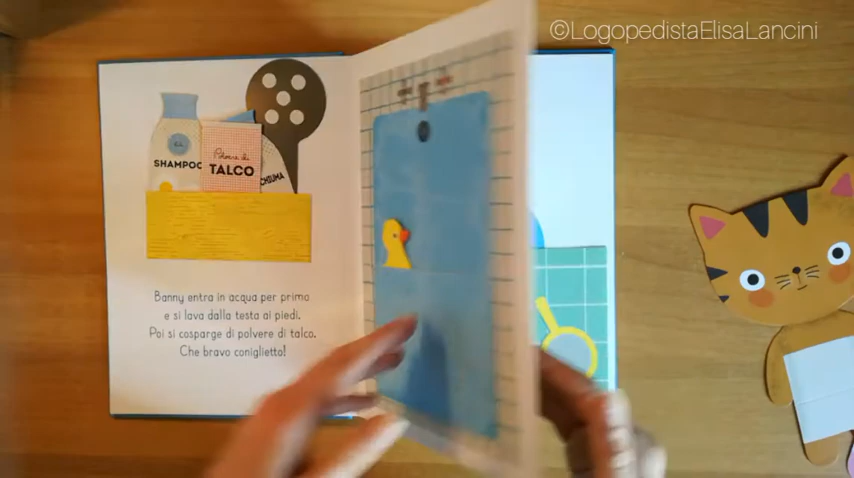 ©LogopedistaElisaLancini
SHAMPOO
Polvere di
TALCO
Banny entra in acqua per primo
e si lava dalla testa ai piedi.
Poi si cosparge di polvere di talco.
Che bravo coniglietto!